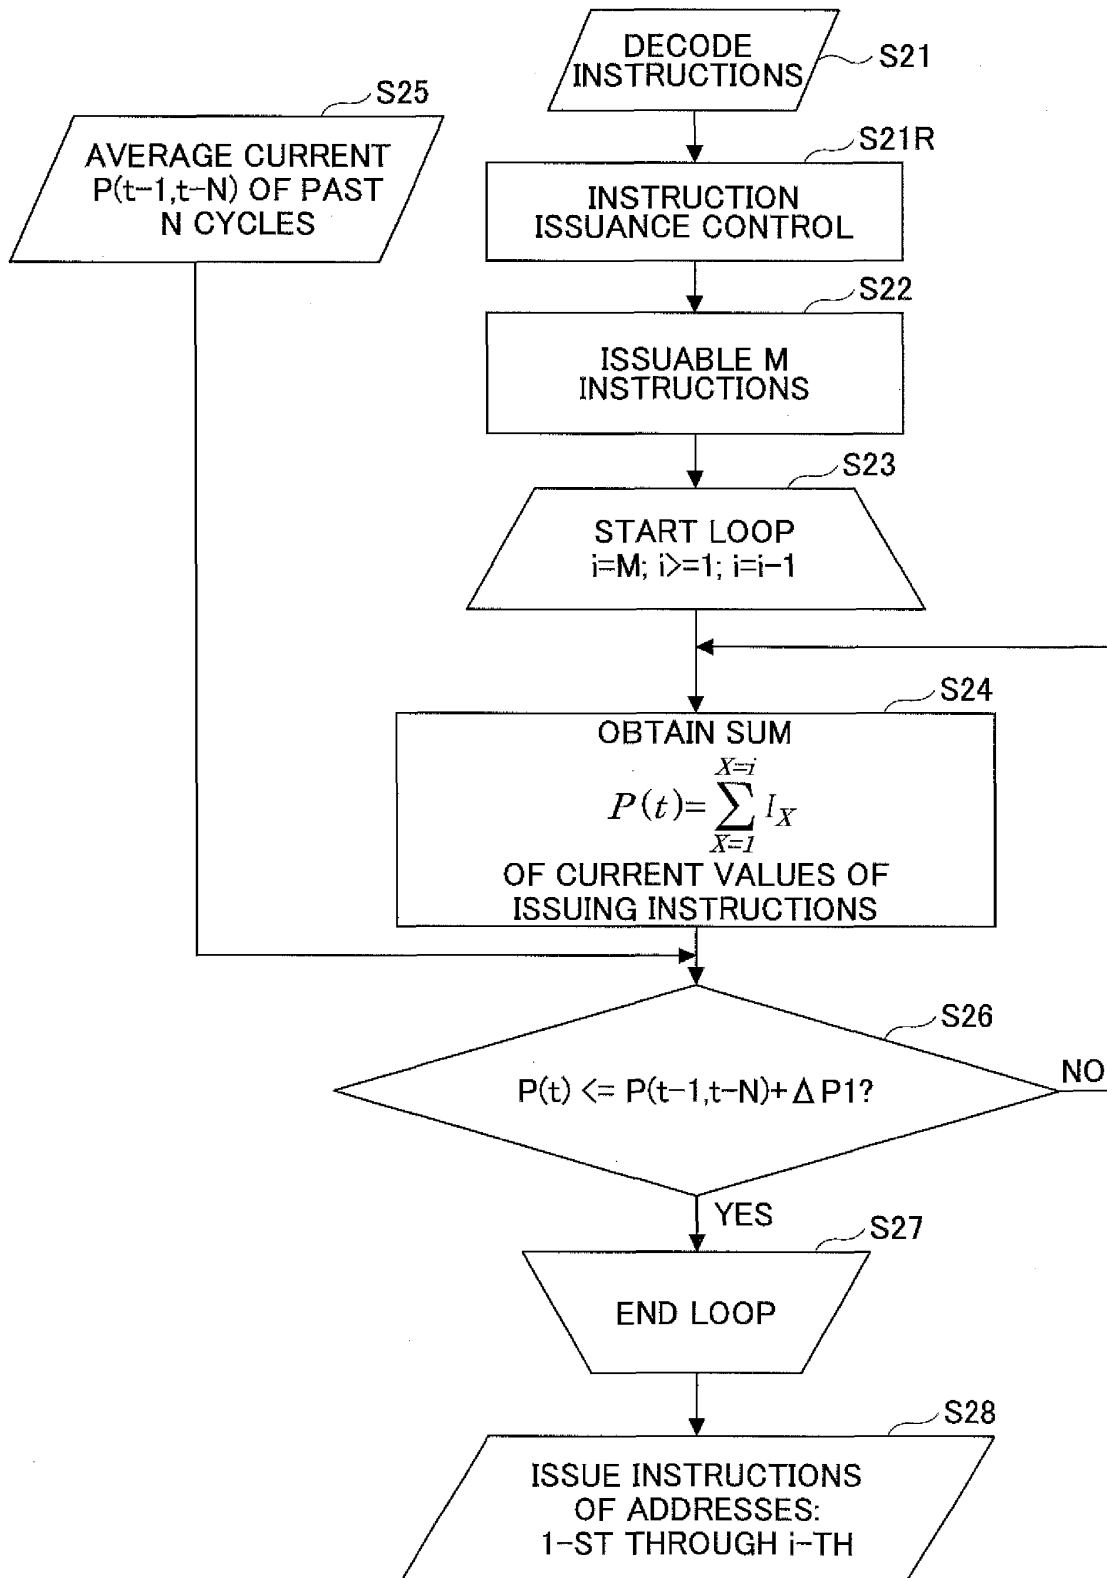 DECODE
INSTRUCTIONS
S21
S25
AVERAGE CURRENT
P(t-1,t-N) OF PAST
N CYCLES
S21R
INSTRUCTION
ISSUANCE CONTROL
S22
ISSUABLE M
INSTRUCTIONS
S23
START LOOP
i=M; i>=1; i=i-1
S24
OBTAIN SUM
X=i
P(t)=∑ I_X
X=1
OF CURRENT VALUES OF
ISSUING INSTRUCTIONS
S26
P(t) <= P(t-1,t-N)+ΔP1?
NO
YES
S27
END LOOP
S28
ISSUE INSTRUCTIONS
OF ADDRESSES:
1-ST THROUGH i-TH